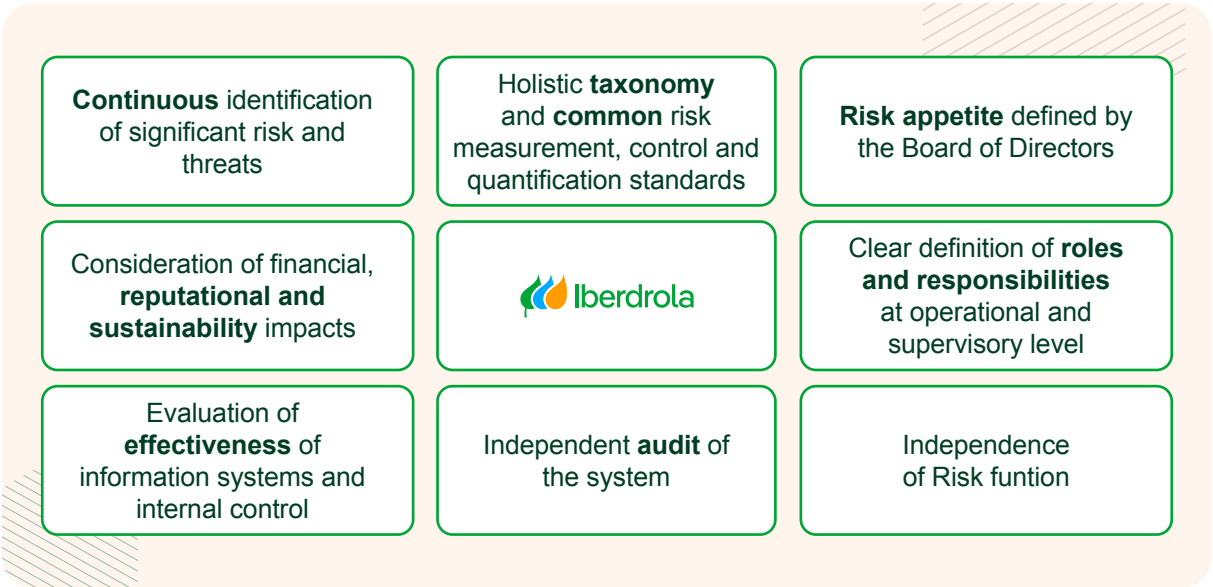 Continuous identification
of significant risk and
threats
Holistic taxonomy
and common risk
measurement, control and
quantification standards
Risk appetite defined by
the Board of Directors
Consideration of financial,
reputational and
sustainability impacts
Iberdrola
Clear definition of roles
and responsibilities
at operational and
supervisory level
Evaluation of
effectiveness of
information systems and
internal control
Independent audit of
the system
Independence
of Risk funtion